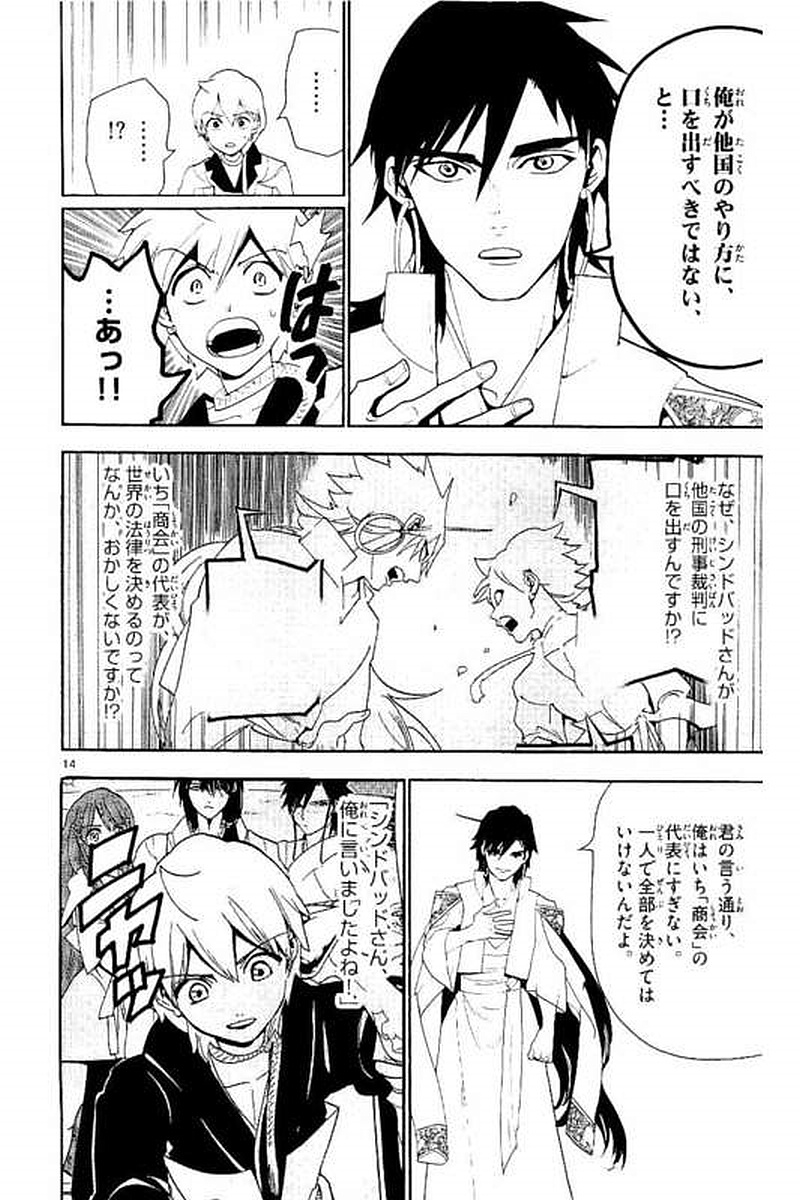 俺が他国のやり方に、
口を出すべきではない、
と…
……
……
!?
はっ
…あっ!!
なぜ、シンドバッドさんが
他国の刑事裁判に
口を出すんですか!?
いち「商会」の代表が、
世界の法律を決めるのって
なんか、おかしくないですか!?
14
君の言う通り、
俺はいち「商会」の
代表にすぎない。
一人で全部を決めては
いけないんだよ。
「シンドバッドさん、
俺に言いましたよね!」
ニヤッ